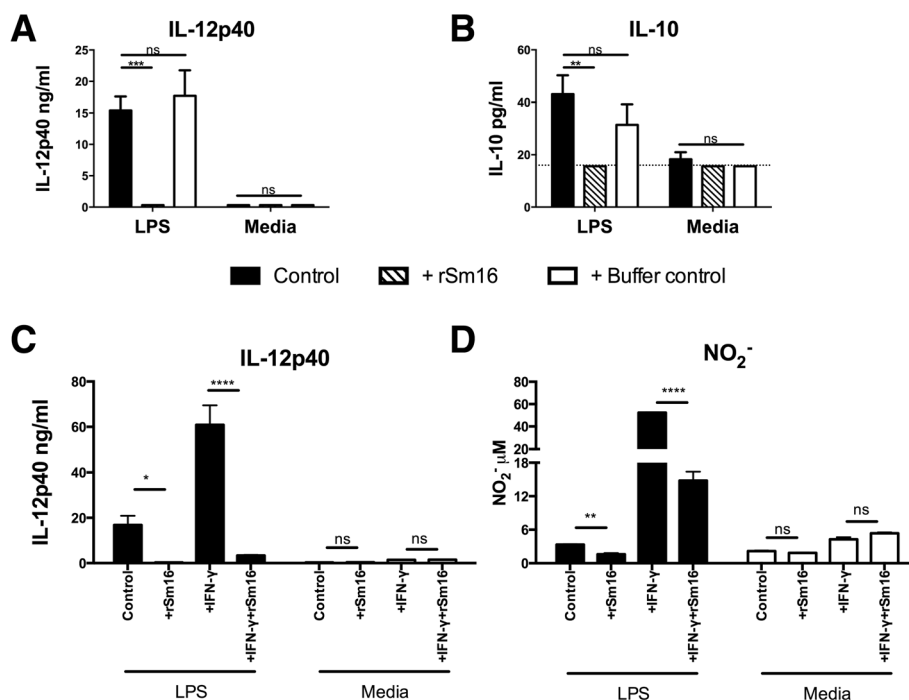 A
IL-12p40
IL-12p40 ng/ml
25
20
15
10
5
0
ns
***
ns
LPS
Media
B
IL-10
IL-10 pg/ml
60
40
20
0
ns
**
ns
LPS
Media
Control
+ rSm16
+ Buffer control
C
IL-12p40
IL-12p40 ng/ml
80
60
40
20
0
*
****
ns
ns
Control
+rSm16
+IFN-γ
+IFN-γ+rSm16
Control
+rSm16
+IFN-γ
+IFN-γ+rSm16
LPS
Media
D
NO₂⁻
NO₂⁻ μM
80
60
40
20
18
12
6
0
**
****
ns
ns
Control
+rSm16
+IFN-γ
+IFN-γ+rSm16
Control
+rSm16
+IFN-γ
+IFN-γ+rSm16
LPS
Media